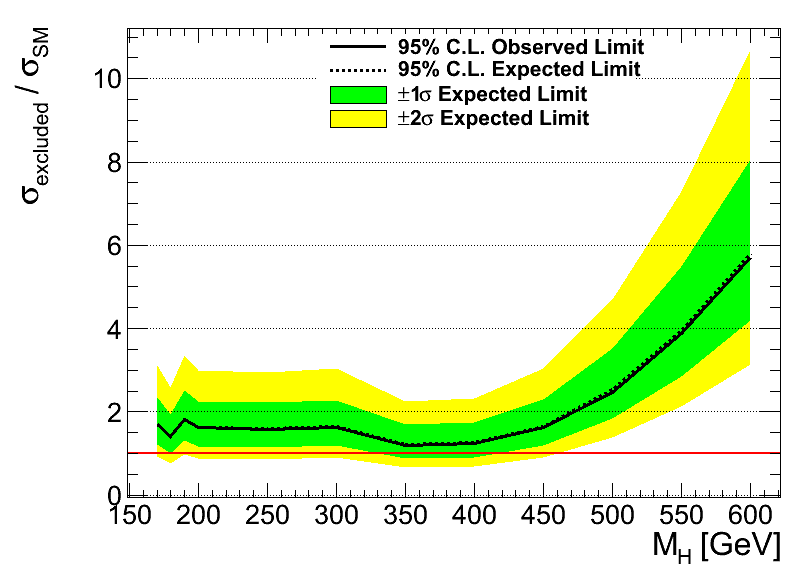 σexcluded / σSM
95% C.L. Observed Limit
95% C.L. Expected Limit
±1σ Expected Limit
±2σ Expected Limit
10
8
6
4
2
0
150 200 250 300 350 400 450 500 550 600
MH [GeV]